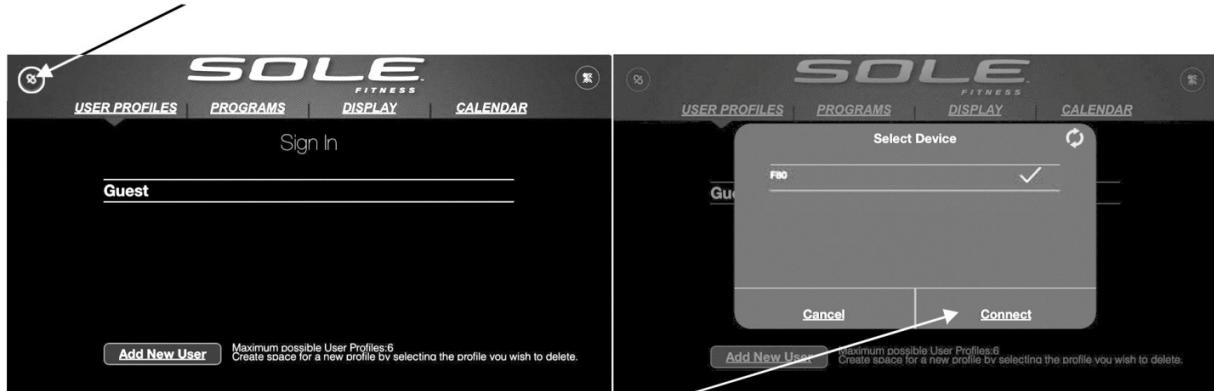 SOLE
FITNESS
USER PROFILES PROGRAMS DISPLAY CALENDAR
Sign In
Guest
Add New User
Maximum possible User Profiles:6
Create space for a new profile by selecting the profile you wish to delete.
SOLE
FITNESS
USER PROFILES PROGRAMS DISPLAY CALENDAR
Select Device
F80
Gu
Cancel Connect
Add New User
Maximum possible User Profiles:6
Create space for a new profile by selecting the profile you wish to delete.